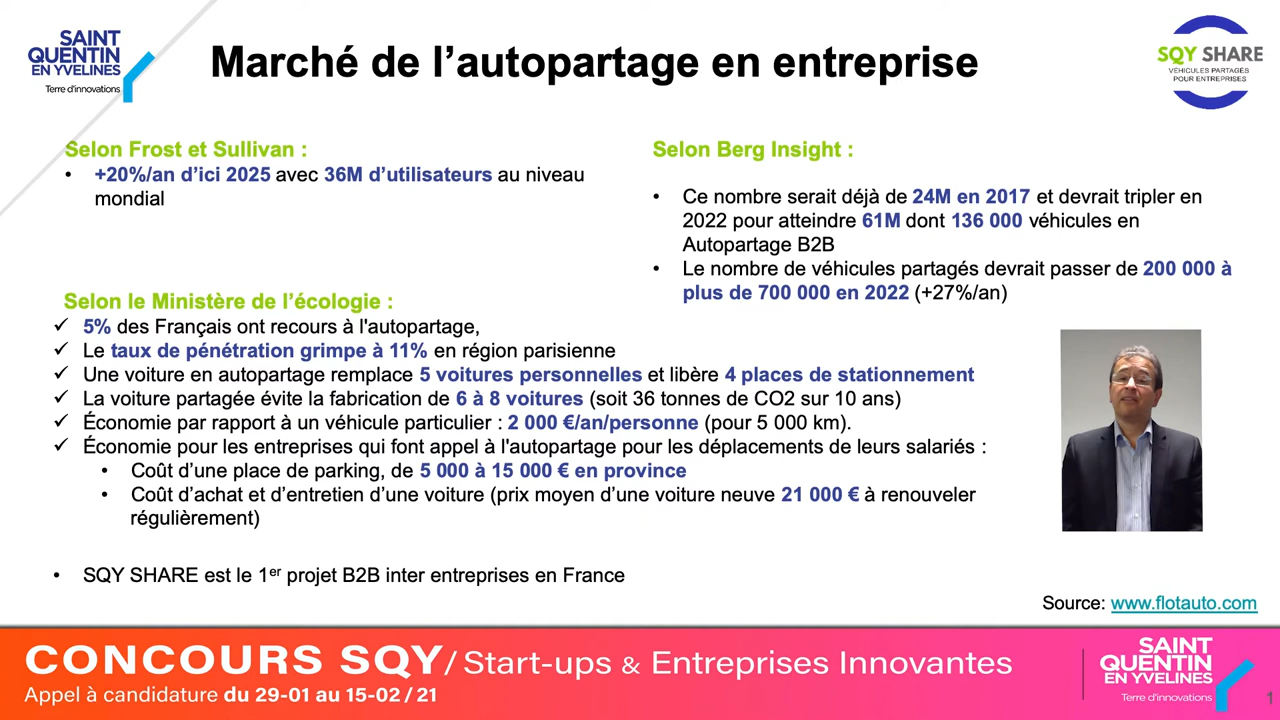 SAINT
QUENTIN
EN YVELINES
Terre d'innovations
Marché de l'autopartage en entreprise
SQY SHARE
VÉHICULES PARTAGÉS
POUR ENTREPRISES
Selon Frost et Sullivan :
• +20%/an d'ici 2025 avec 36M d'utilisateurs au niveau
mondial
Selon Berg Insight :
• Ce nombre serait déjà de 24M en 2017 et devrait tripler en
2022 pour atteindre 61M dont 136 000 véhicules en
Autopartage B2B
• Le nombre de véhicules partagés devrait passer de 200 000 à
plus de 700 000 en 2022 (+27%/an)
Selon le Ministère de l'écologie :
✓ 5% des Français ont recours à l'autopartage,
✓ Le taux de pénétration grimpe à 11% en région parisienne
✓ Une voiture en autopartage remplace 5 voitures personnelles et libère 4 places de stationnement
✓ La voiture partagée évite la fabrication de 6 à 8 voitures (soit 36 tonnes de CO2 sur 10 ans)
✓ Économie par rapport à un véhicule particulier : 2 000 €/an/personne (pour 5 000 km).
✓ Économie pour les entreprises qui font appel à l'autopartage pour les déplacements de leurs salariés :
• Coût d'une place de parking, de 5 000 à 15 000 € en province
• Coût d'achat et d'entretien d'une voiture (prix moyen d'une voiture neuve 21 000 € à renouveler
régulièrement)
• SQY SHARE est le 1er projet B2B inter entreprises en France
Source: www.flotauto.com
CONCOURS SQY/ Start-ups & Entreprises Innovantes
Appel à candidature du 29-01 au 15-02 / 21
SAINT
QUENTIN
EN YVELINES
Terre d'innovations
1